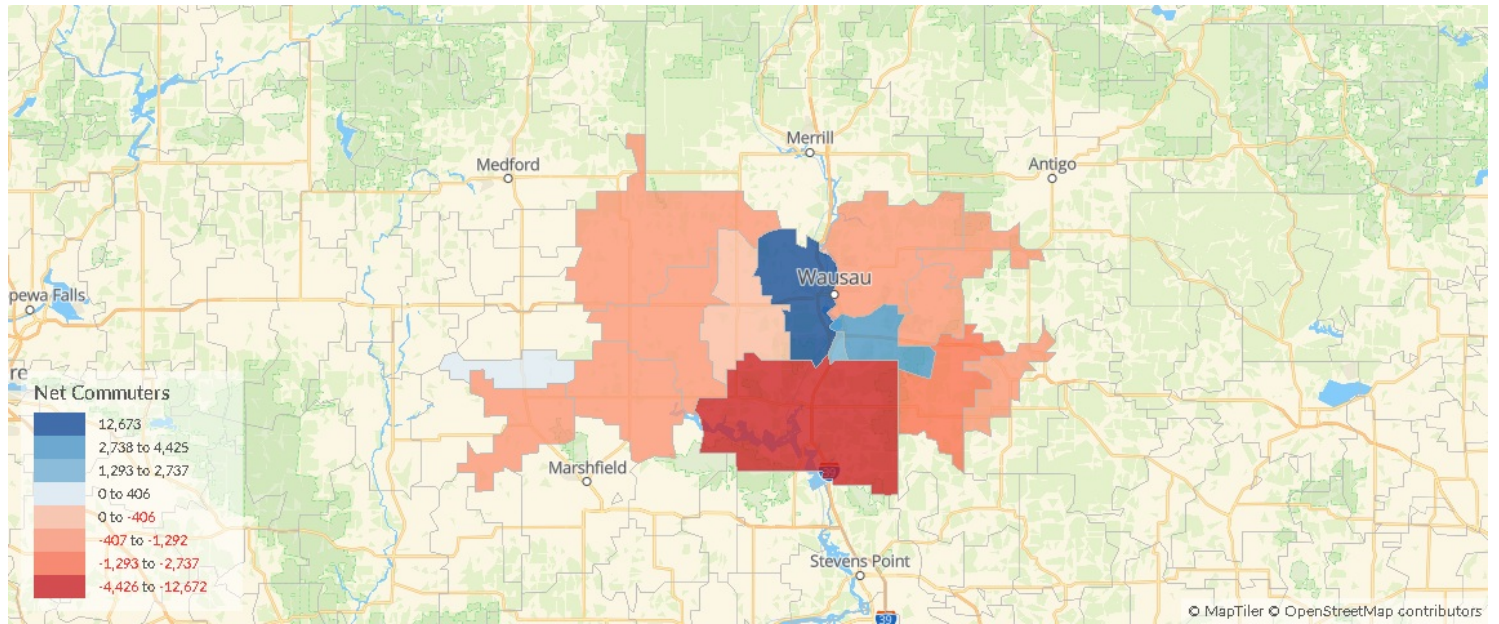 Merrill
Medford
Antigo
Wausau
pewa Falls
re
Net Commuters
12,673
2,738 to 4,425
1,293 to 2,737
0 to 406
0 to -406
-407 to -1,292
-1,293 to -2,737
-4,426 to -12,672
Marshfield
39
Stevens Point
39
© MapTiler © OpenStreetMap contributors